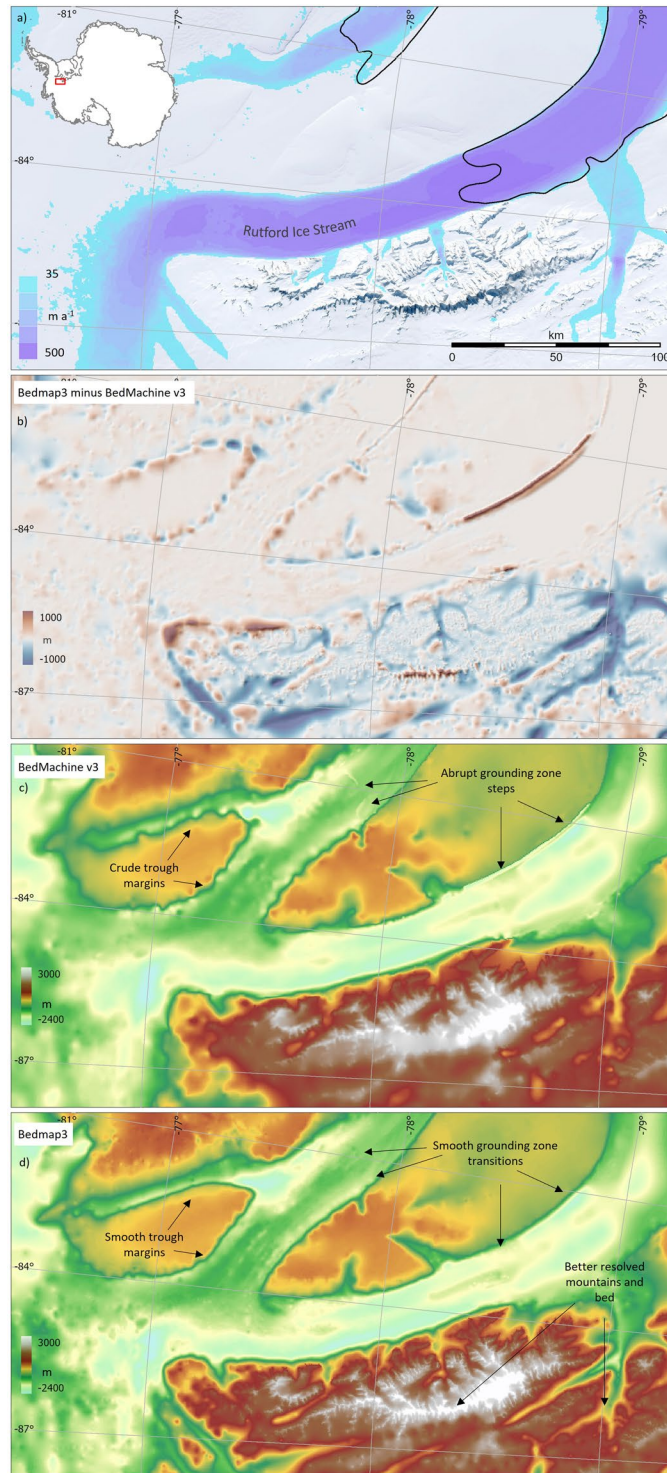 a)
-81°
-77°
-78°
-79°
-84°
Rutford Ice Stream
35
m a⁻¹
500
km
0
50
100
Bedmap3 minus BedMachine v3
b)
-78°
-79°
-84°
1000
m
-1000
-87°
BedMachine v3
c)
-81°
-77°
-78°
-79°
Abrupt grounding zone
steps
Crude trough
margins
-84°
3000
m
-2400
-87°
Bedmap3
d)
-81°
-77°
-78°
-79°
Smooth grounding zone
transitions
Smooth trough
margins
-84°
Better resolved
mountains and
bed
3000
m
-2400
-87°